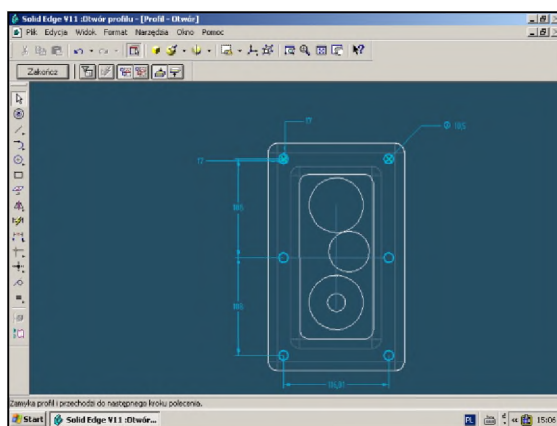 Solid Edge V11 :Otwór profilu - [Profil - Otwór]
Plik Edycja Widok Format Narzędzia Okno Pomoc
Zakończ
Zamyka profil i przechodzi do następnego kroku polecenia.
Start Solid Edge V11 :Otwór... PL 15:06